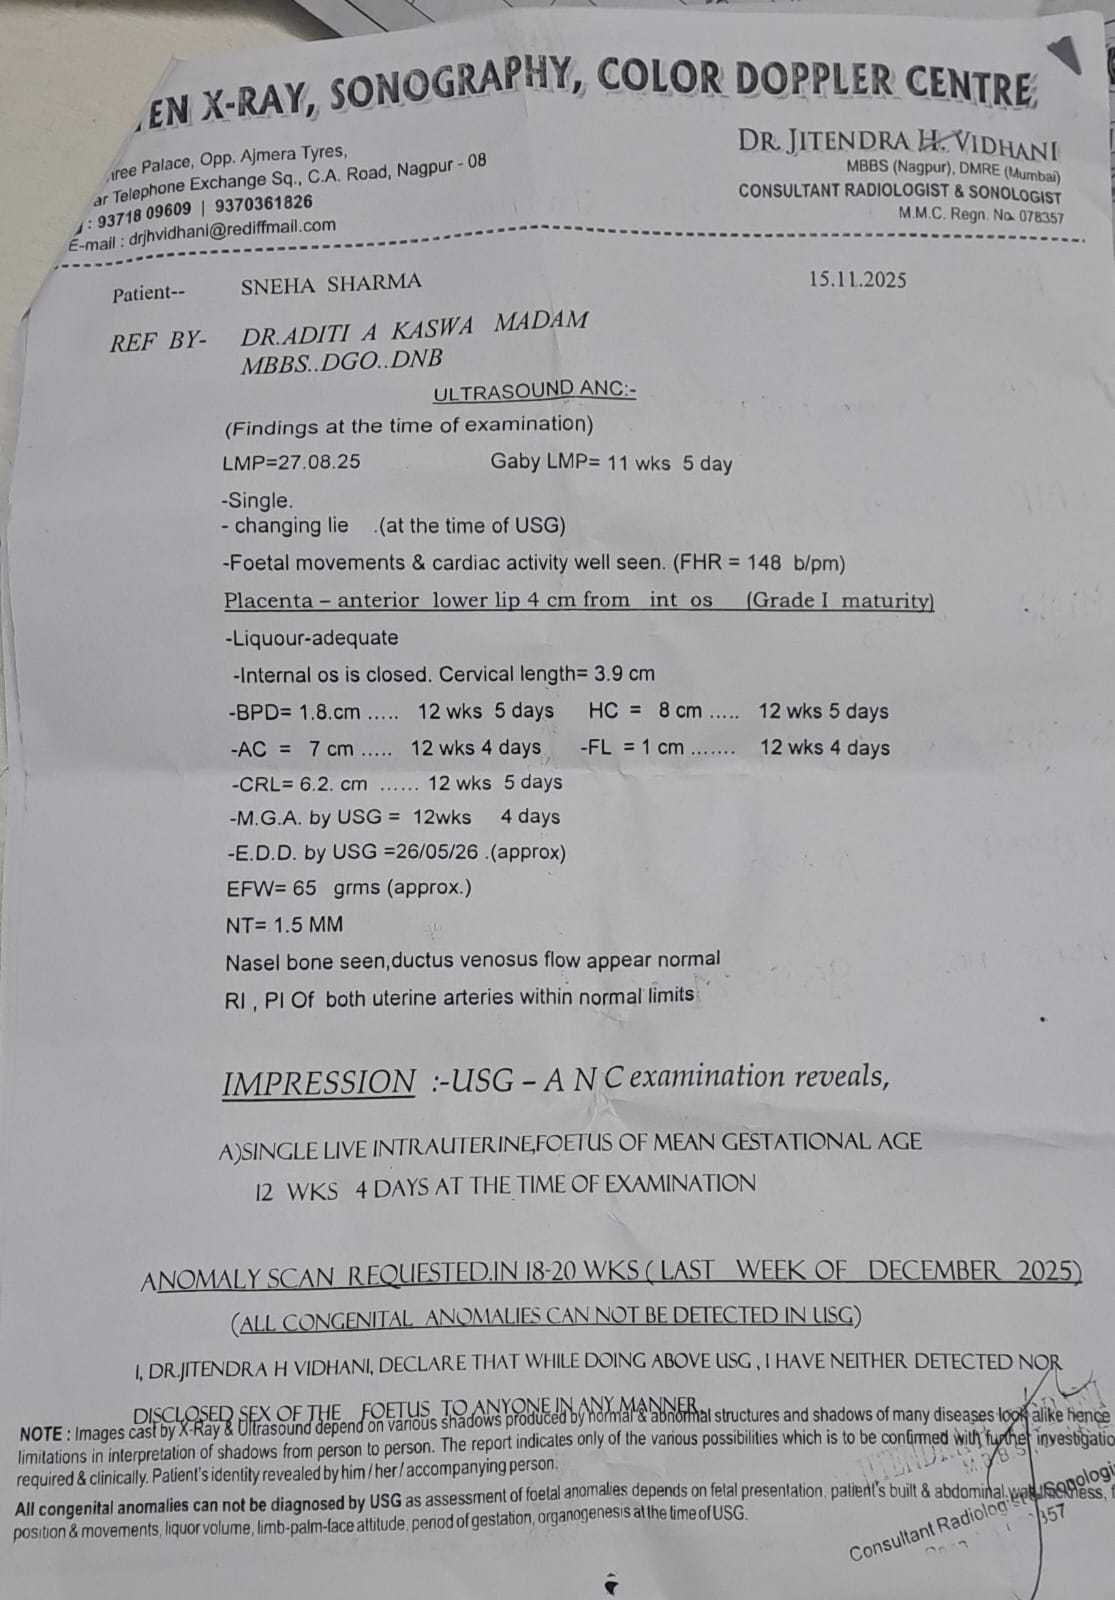 EN X-RAY, SONOGRAPHY, COLOR DOPPLER CENTRE
ree Palace, Opp. Ajmera Tyres,
ar Telephone Exchange Sq., C.A. Road, Nagpur - 08
: 93718 09609 | 9370361826
E-mail : drjhvidhani@rediffmail.com
DR. JITENDRA H. VIDHANI
MBBS (Nagpur), DMRE (Mumbai)
CONSULTANT RADIOLOGIST & SONOLOGIST
M.M.C. Regn. No. 078357
Patient-- SNEHA SHARMA 15.11.2025
REF BY- DR.ADITI A KASWA MADAM
MBBS..DGO..DNB
ULTRASOUND ANC:-
(Findings at the time of examination)
LMP=27.08.25 Gaby LMP= 11 wks 5 day
-Single.
- changing lie .(at the time of USG)
-Foetal movements & cardiac activity well seen. (FHR = 148 b/pm)
Placenta – anterior lower lip 4 cm from int os (Grade I maturity)
-Liquour-adequate
-Internal os is closed. Cervical length= 3.9 cm
-BPD= 1.8.cm ..... 12 wks 5 days HC = 8 cm ..... 12 wks 5 days
-AC = 7 cm ..... 12 wks 4 days -FL = 1 cm ....... 12 wks 4 days
-CRL= 6.2. cm ...... 12 wks 5 days
-M.G.A. by USG = 12wks 4 days
-E.D.D. by USG =26/05/26 .(approx)
EFW= 65 grms (approx.)
NT= 1.5 MM
Nasel bone seen,ductus venosus flow appear normal
RI , PI Of both uterine arteries within normal limits
IMPRESSION :-USG – A N C examination reveals,
A)SINGLE LIVE INTRAUTERINE,FOETUS OF MEAN GESTATIONAL AGE
12 WKS 4 DAYS AT THE TIME OF EXAMINATION
ANOMALY SCAN REQUESTED.IN 18-20 WKS ( LAST WEEK OF DECEMBER 2025)
(ALL CONGENITAL ANOMALIES CAN NOT BE DETECTED IN USG)
I, DR.JITENDRA H VIDHANI, DECLARE THAT WHILE DOING ABOVE USG , I HAVE NEITHER DETECTED NOR
DISCLOSED SEX OF THE FOETUS TO ANYONE IN ANY MANNER.
NOTE : Images cast by X-Ray & Ultrasound depend on various shadows produced by normal & abnormal structures and shadows of many diseases look alike hence
limitations in interpretation of shadows from person to person. The report indicates only of the various possibilities which is to be confirmed with further investigatio
required & clinically. Patient's identity revealed by him / her / accompanying person.
All congenital anomalies can not be diagnosed by USG as assessment of foetal anomalies depends on fetal presentation, patient's built & abdominal wall thickness, f
position & movements, liquor volume, limb-palm-face attitude, period of gestation, organogenesis at the time of USG.
Consultant Radiologist Sonologi
357